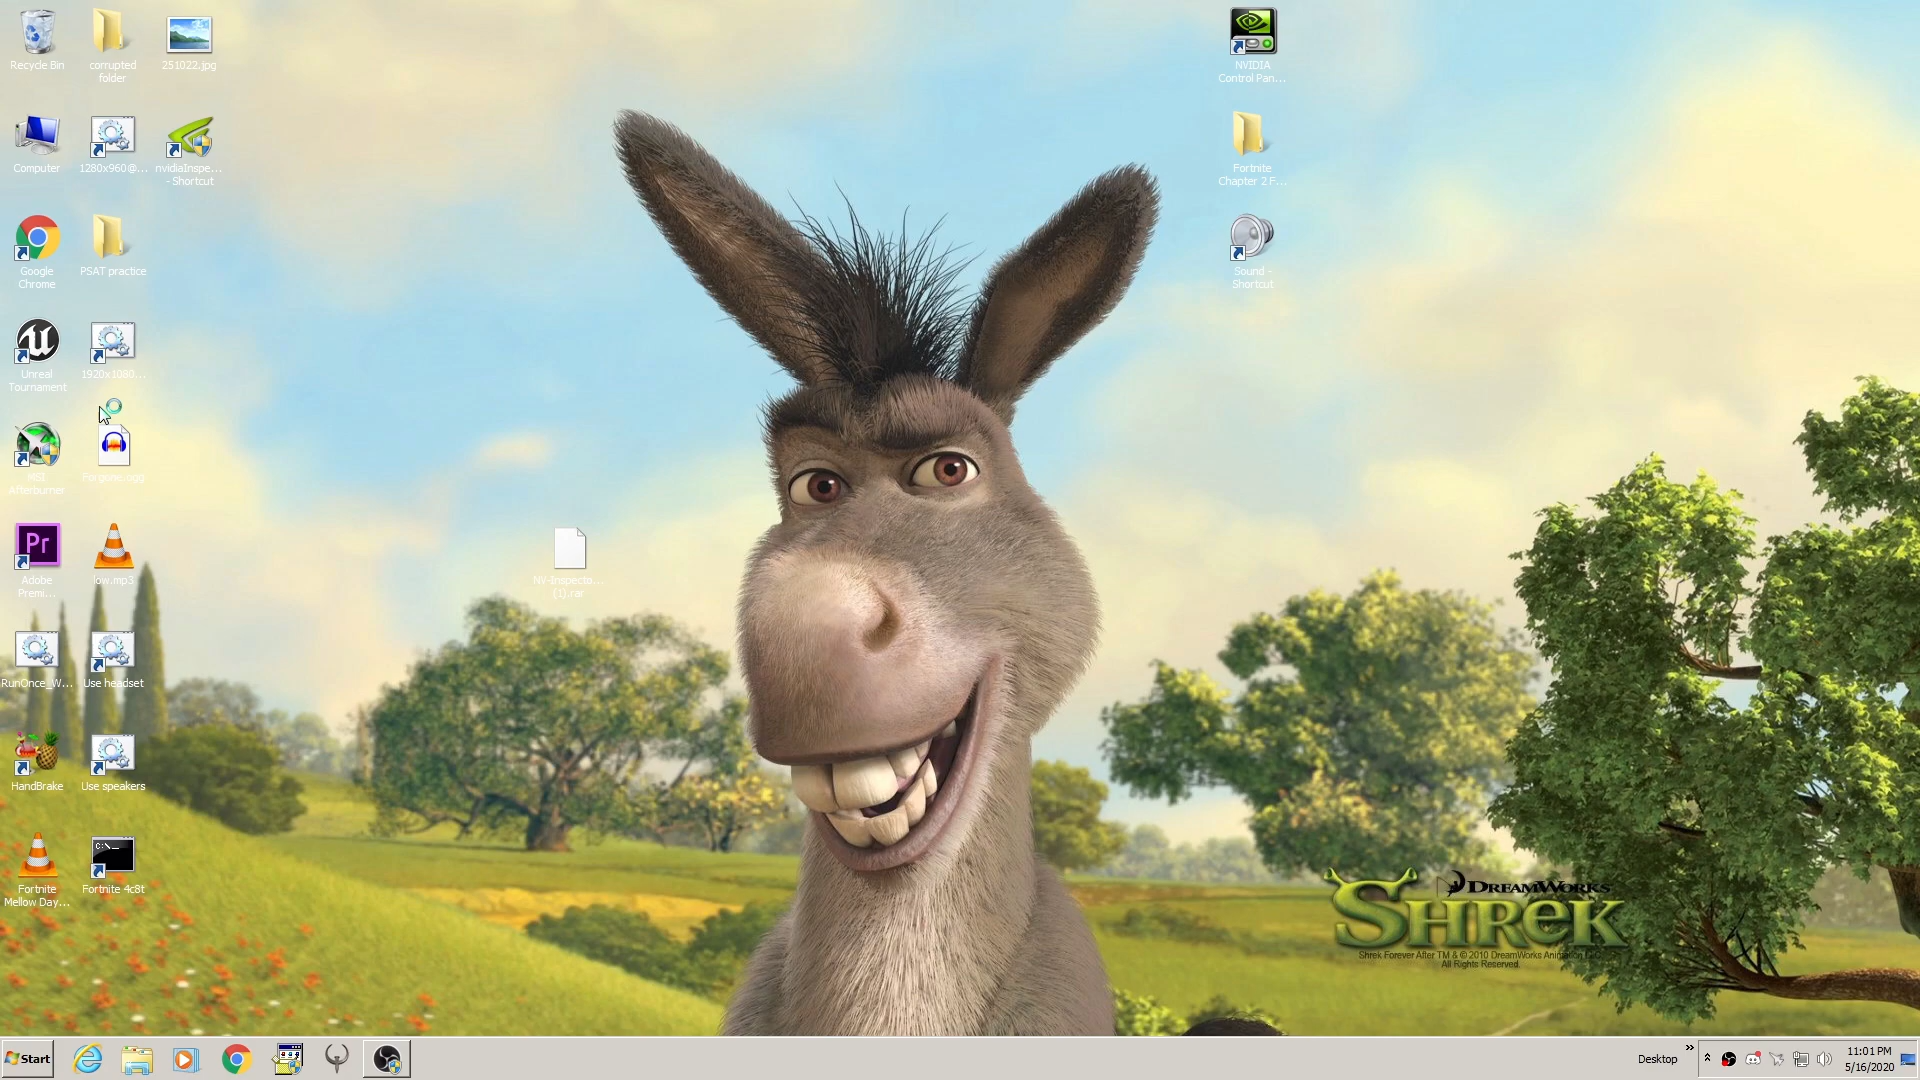 Recycle Bin
corrupted
folder
251022.jpg
NVIDIA
Control Pan...
Computer
1280x960@...
nvidiaInspe...
- Shortcut
Fortnite
Chapter 2 F...
Google
Chrome
PSAT practice
Sound -
Shortcut
Unreal
Tournament
1920x1080...
MSI
Afterburner
Forgone.ogg
Pr
Adobe
Premi...
low.mp3
NV-Inspecto...
(1).rar
RunOnce_W...
Use headset
HandBrake
Use speakers
C:\_
Fortnite
Mellow Day...
Fortnite 4c8t
DREAMWORKS
SHREK
Shrek Forever After TM & © 2010 DreamWorks Animation LLC
All Rights Reserved.
Start
Desktop
11:01 PM
5/16/2020